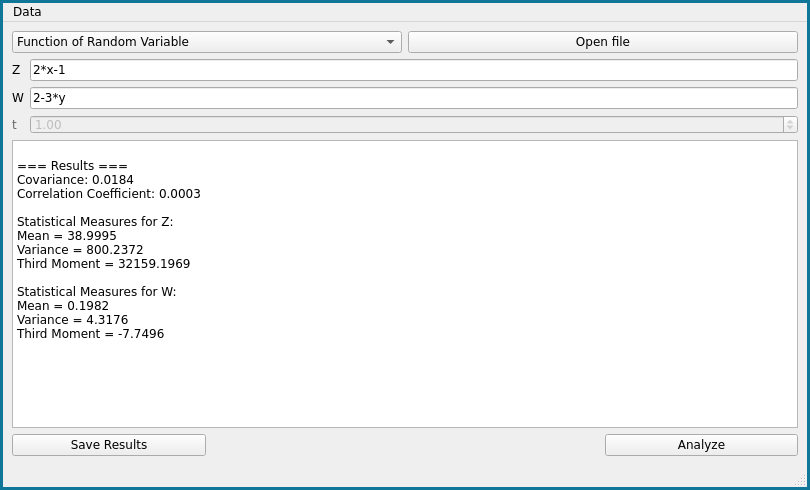 Data
Function of Random Variable
Open file
Z 2*x-1
W 2-3*y
t 1.00
=== Results ===
Covariance: 0.0184
Correlation Coefficient: 0.0003
Statistical Measures for Z:
Mean = 38.9995
Variance = 800.2372
Third Moment = 32159.1969
Statistical Measures for W:
Mean = 0.1982
Variance = 4.3176
Third Moment = -7.7496
Save Results
Analyze